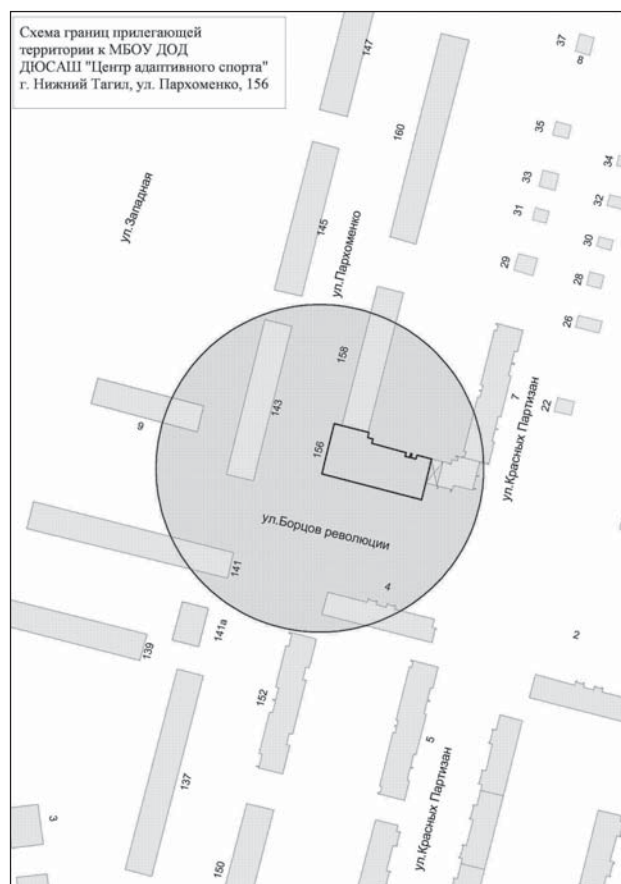 Схема границ прилегающей
территории к МБОУ ДОД
ДЮСАШ "Центр адаптивного спорта"
г. Нижний Тагил, ул. Пархоменко, 156
147
37
8
160
35
34
33
32
ул.Западная
145
ул.Пархоменко
31
30
29
28
26
158
143
7
22
9
156
ул.Красных Партизан
ул.Борцов революции
141
4
141а
139
2
152
5
137
ул.Красных Партизан
3
150